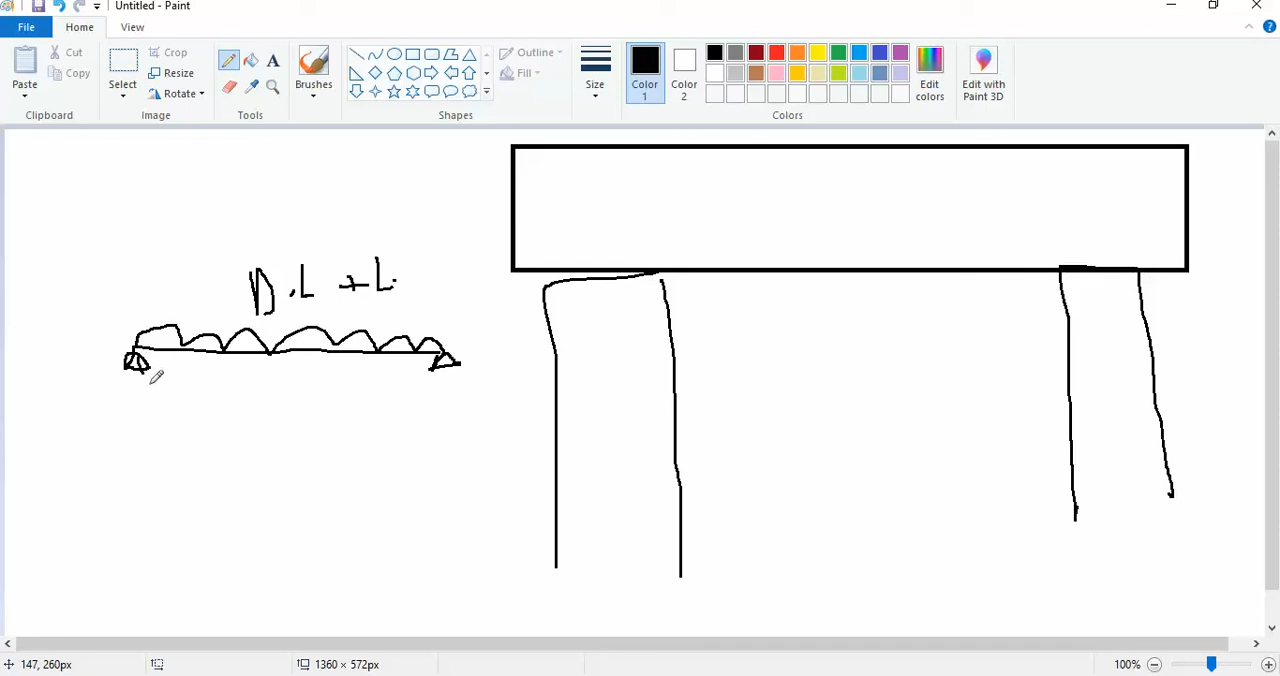 Untitled - Paint
File Home View
Paste
Cut
Copy
Clipboard
Select
Crop
Resize
Rotate
Image
Tools
Brushes
Outline
Fill
Shapes
Size
Color 1
Color 2
Edit colors
Edit with Paint 3D
Colors
D.L +L.
147, 260px
1360 × 572px
100%